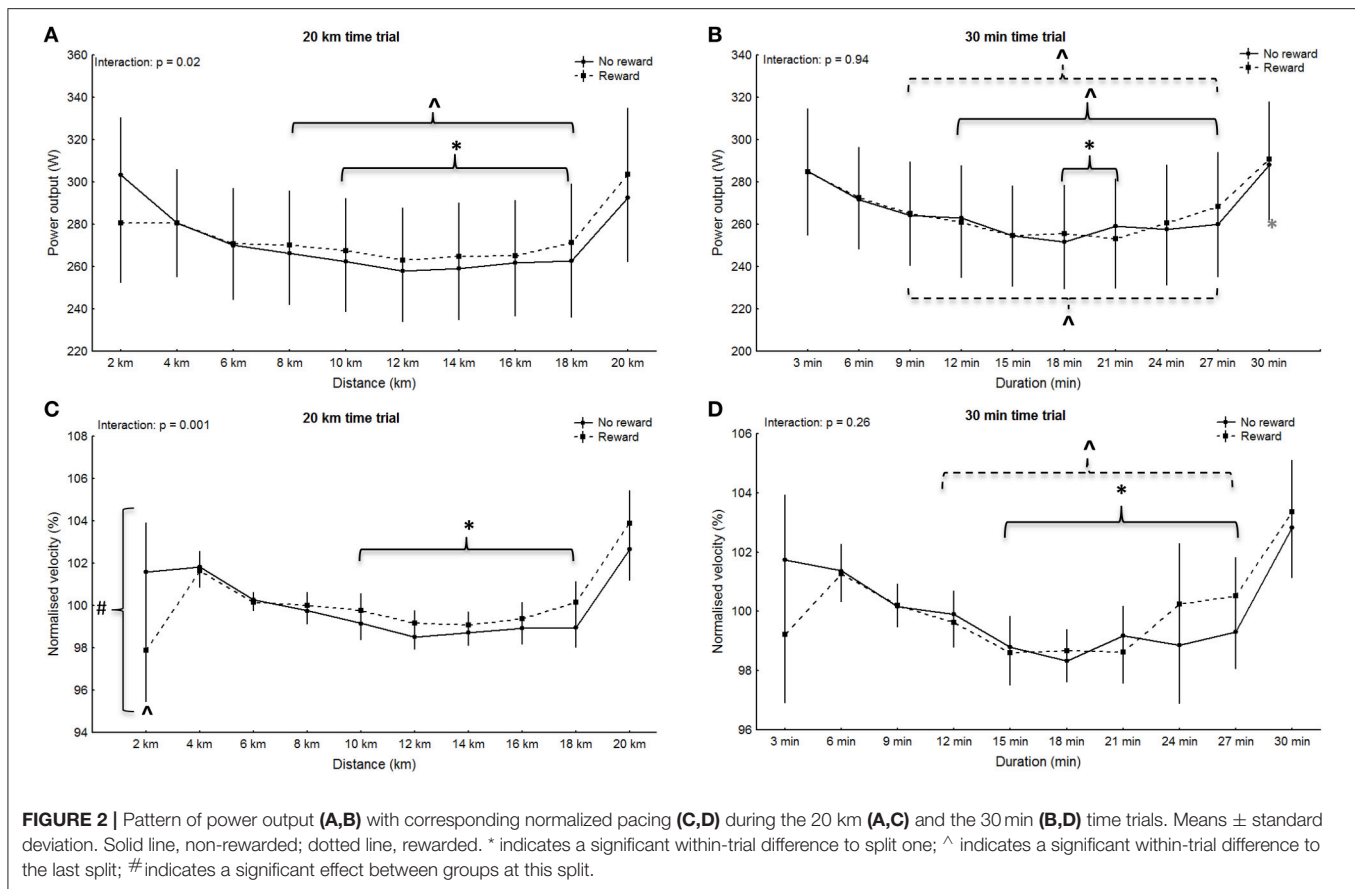 A
20 km time trial
Interaction: p = 0.02
No reward
Reward
^
*
Power output (W)
360
340
320
300
280
260
240
220
2 km 4 km 6 km 8 km 10 km 12 km 14 km 16 km 18 km 20 km
Distance (km)
B
30 min time trial
Interaction: p = 0.94
No reward
Reward
^
^
*
*
^
Power output (W)
340
320
300
280
260
240
220
200
3 min 6 min 9 min 12 min 15 min 18 min 21 min 24 min 27 min 30 min
Duration (min)
C
20 km time trial
Interaction: p = 0.001
No reward
Reward
*
#
^
Normalised velocity (%)
108
106
104
102
100
98
96
94
2 km 4 km 6 km 8 km 10 km 12 km 14 km 16 km 18 km 20 km
Distance (km)
D
30 min time trial
Interaction: p = 0.26
No reward
Reward
^
*
Normalised velocity (%)
106
104
102
100
98
96
3 min 6 min 9 min 12 min 15 min 18 min 21 min 24 min 27 min 30 min
Duration (min)
FIGURE 2 | Pattern of power output (A,B) with corresponding normalized pacing (C,D) during the 20 km (A,C) and the 30 min (B,D) time trials. Means ± standard
deviation. Solid line, non-rewarded; dotted line, rewarded. * indicates a significant within-trial difference to split one; ^ indicates a significant within-trial difference to
the last split; # indicates a significant effect between groups at this split.